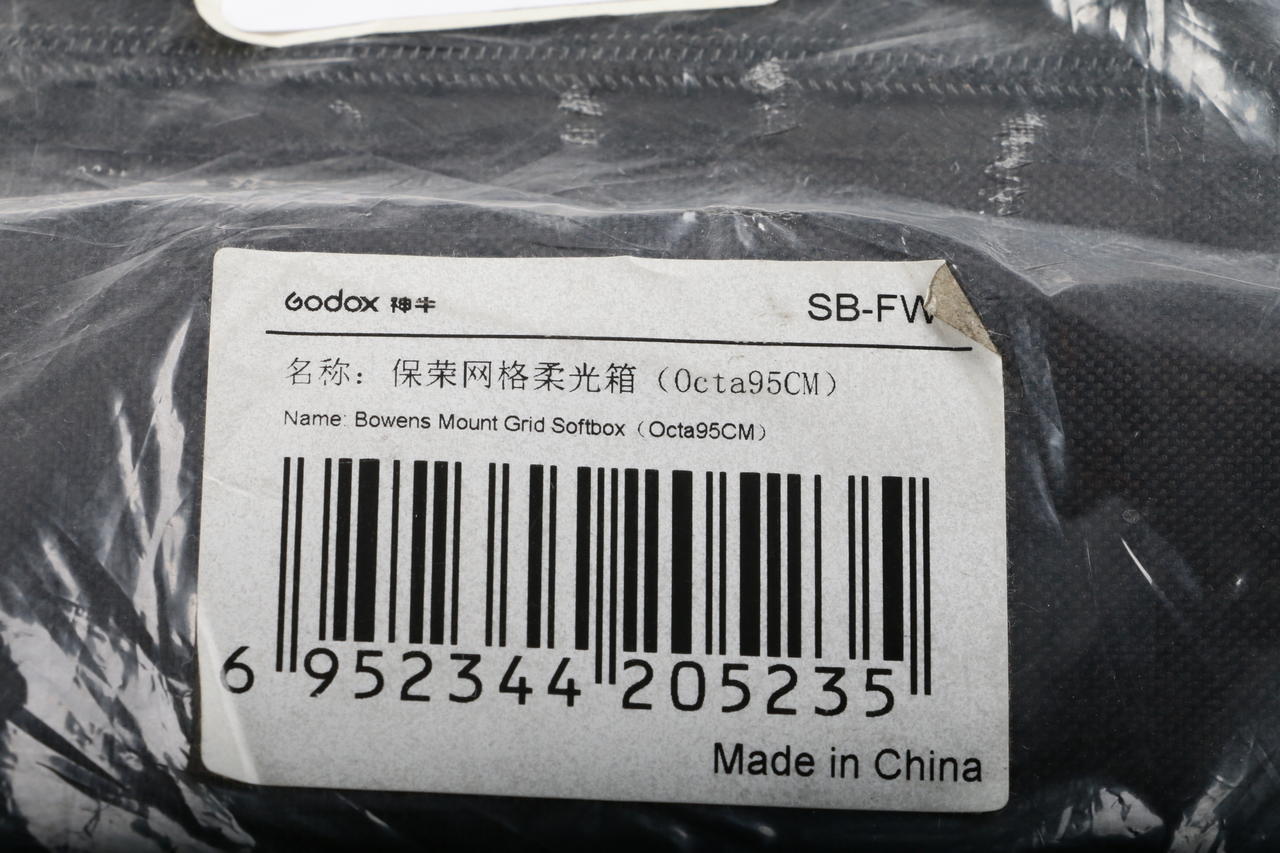 Godox 神牛
SB-FW
名称：保荣网格柔光箱（Octa95CM）
Name: Bowens Mount Grid Softbox（Octa95CM）
6 952344 205235
Made in China